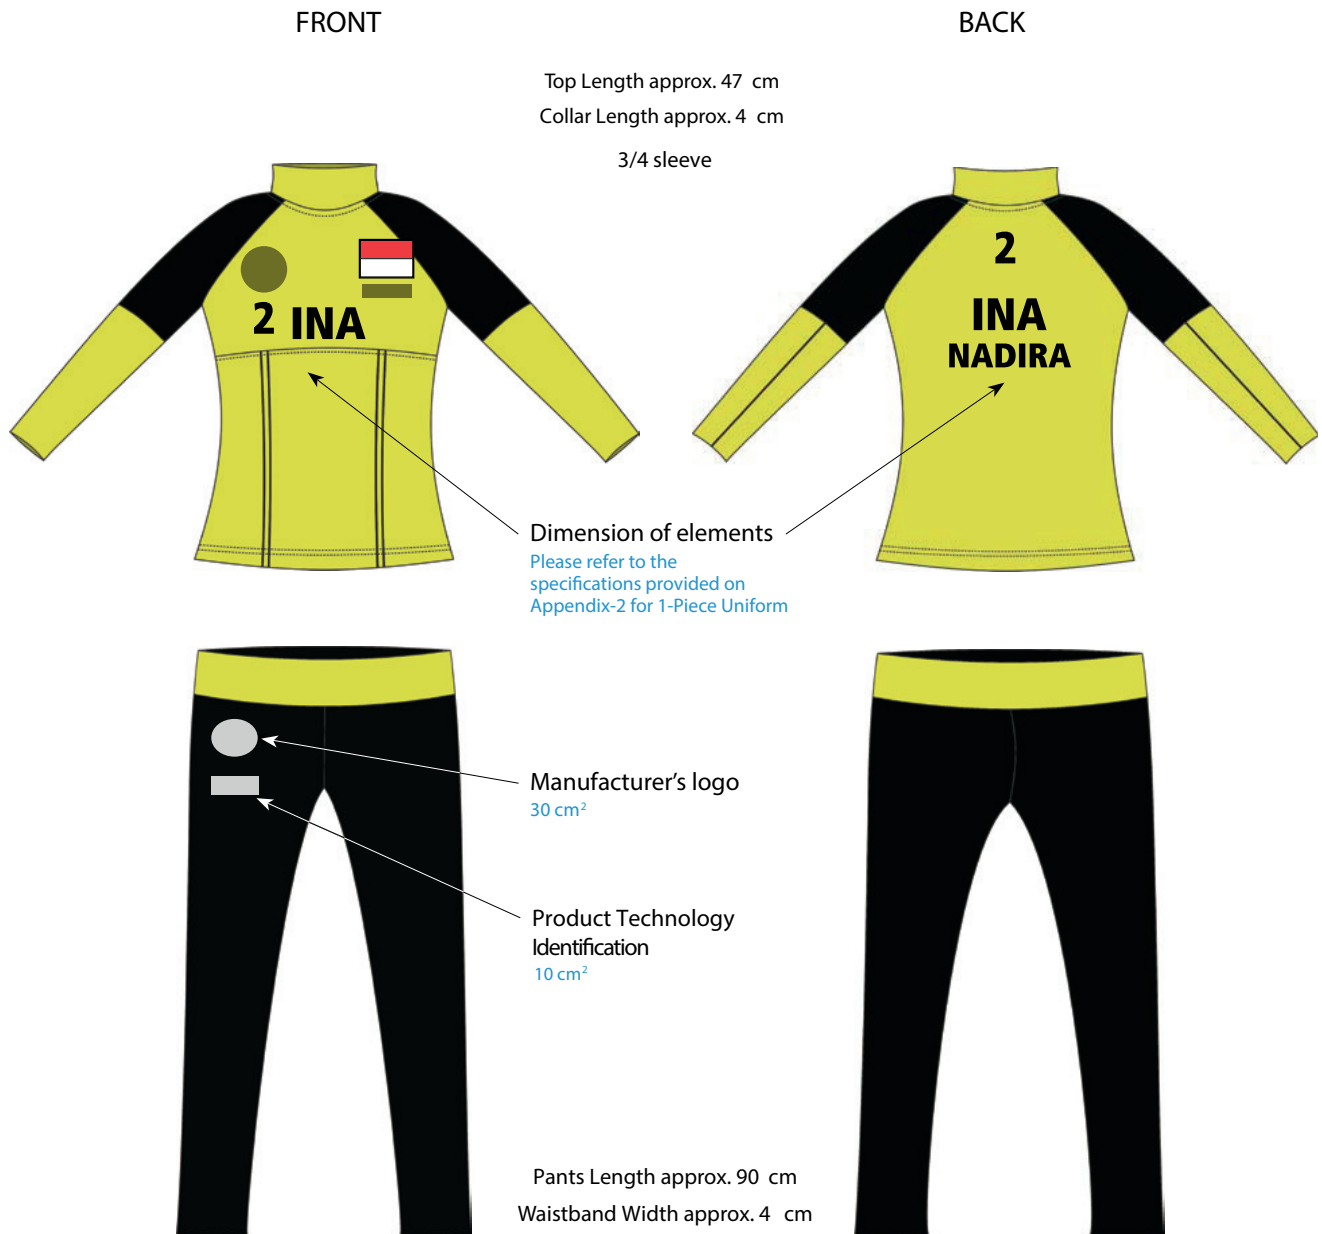 FRONT
BACK
Top Length approx. 47 cm
Collar Length approx. 4 cm
3/4 sleeve
2 INA
2
INA
NADIRA
Dimension of elements
Please refer to the
specifications provided on
Appendix-2 for 1-Piece Uniform
Manufacturer's logo
30 cm²
Product Technology
Identification
10 cm²
Pants Length approx. 90 cm
Waistband Width approx. 4 cm